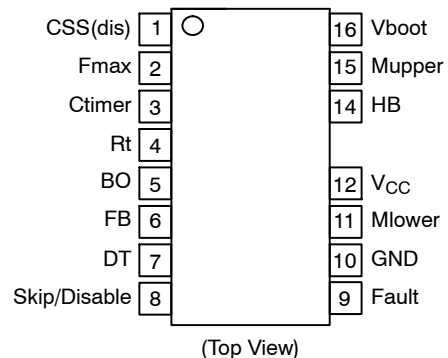 CSS(dis) 1 16 Vboot
Fmax 2 15 Mupper
Ctimer 3 14 HB
Rt 4
BO 5 12 VCC
FB 6 11 Mlower
DT 7 10 GND
Skip/Disable 8 9 Fault
(Top View)